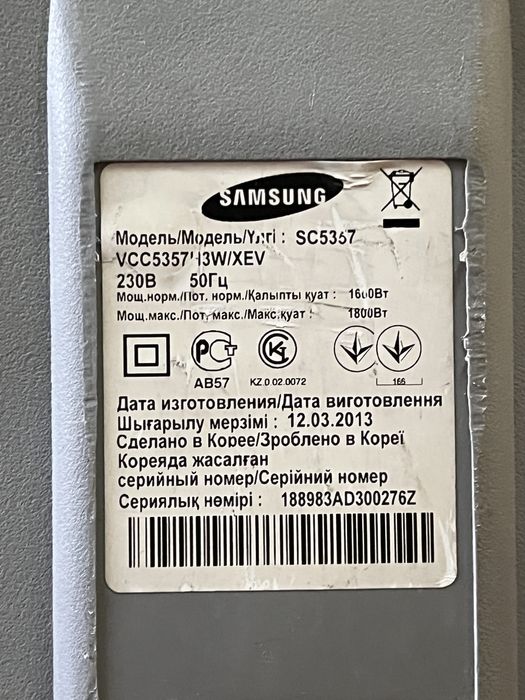 SAMSUNG
Модель/Модель/Үлгі : SC5357
VCC5357H3W/XEV
230В 50Гц
Мощ.норм./Пот. норм./Қалыпты қуат : 1600Вт
Мощ.макс./Пот. макс./Макс.қуат : 1800Вт
АВ57 KZ.0.02.0072 166
Дата изготовления/Дата виготовлення
Шығарылу мерзімі : 12.03.2013
Сделано в Корее/Зроблено в Кореї
Кореяда жасалған
серийный номер/Серійний номер
Сериялық нөмірі : 188983AD300276Z